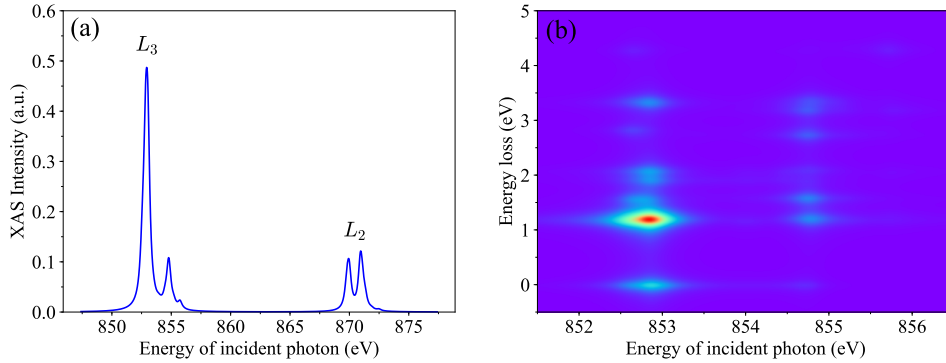 (a)
L3
L2
XAS Intensity (a.u.)
0.6
0.5
0.4
0.3
0.2
0.1
0.0
850 855 860 865 870 875
Energy of incident photon (eV)
(b)
Energy loss (eV)
5
4
3
2
1
0
852 853 854 855 856
Energy of incident photon (eV)